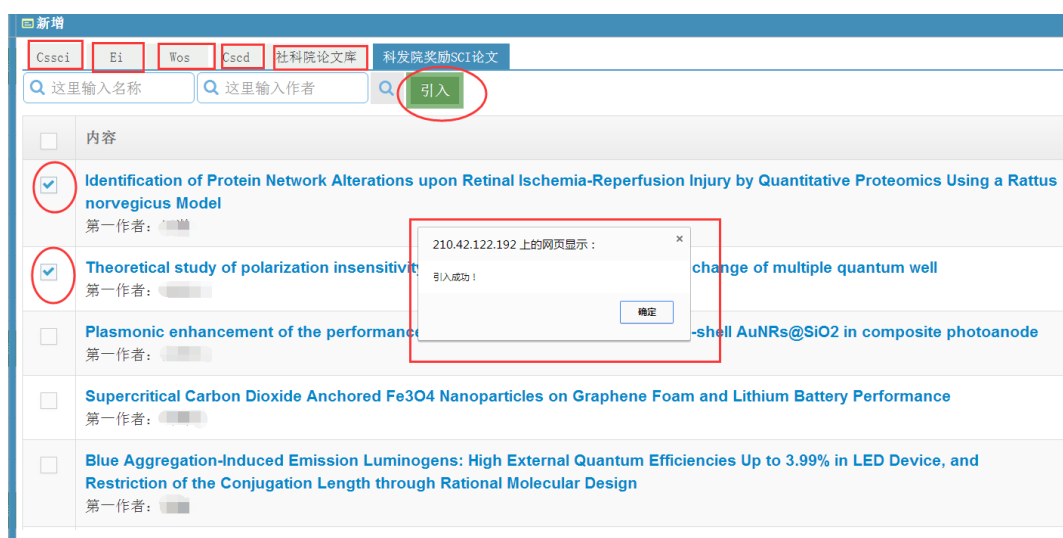 新增
Cssci Ei Wos Cscd 社科院论文库 科发院奖励SCI论文
这里输入名称 这里输入作者 引入
内容
Identification of Protein Network Alterations upon Retinal Ischemia-Reperfusion Injury by Quantitative Proteomics Using a Rattus
norvegicus Model
第一作者：
210.42.122.192 上的网页显示： ×
Theoretical study of polarization insensitivity change of multiple quantum well
引入成功！
第一作者：
确定
Plasmonic enhancement of the performance -shell AuNRs@SiO2 in composite photoanode
第一作者：
Supercritical Carbon Dioxide Anchored Fe3O4 Nanoparticles on Graphene Foam and Lithium Battery Performance
第一作者：
Blue Aggregation-Induced Emission Luminogens: High External Quantum Efficiencies Up to 3.99% in LED Device, and
Restriction of the Conjugation Length through Rational Molecular Design
第一作者：